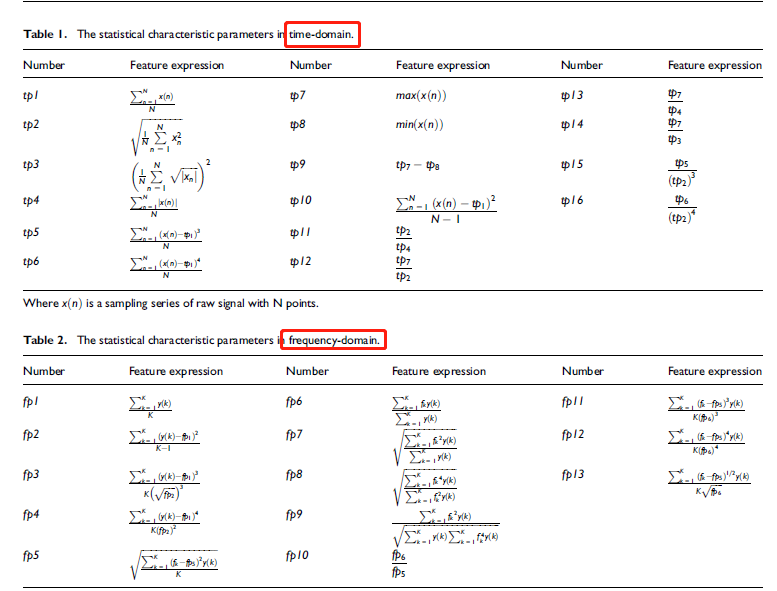 Table 1. The statistical characteristic parameters in time-domain.
Number Feature expression Number Feature expression Number Feature expression
tp1 $\frac{\sum_{n=1}^{N} x(n)}{N}$ tp7 $max(x(n))$ tp13 $\frac{tp_7}{tp_4}$
tp2 $\sqrt{\frac{1}{N}\sum_{n=1}^{N} x_n^2}$ tp8 $min(x(n))$ tp14 $\frac{tp_7}{tp_3}$
tp3 $\left(\frac{1}{N}\sum_{n=1}^{N}\sqrt{|x_n|}\right)^2$ tp9 $tp_7 - tp_8$ tp15 $\frac{tp_5}{(tp_2)^3}$
tp4 $\frac{\sum_{n=1}^{N}|x(n)|}{N}$ tp10 $\frac{\sum_{n=1}^{N}(x(n)-tp_1)^2}{N-1}$ tp16 $\frac{tp_6}{(tp_2)^4}$
tp5 $\frac{\sum_{n=1}^{N}(x(n)-tp_1)^3}{N}$ tp11 $\frac{tp_2}{tp_4}$
tp6 $\frac{\sum_{n=1}^{N}(x(n)-tp_1)^4}{N}$ tp12 $\frac{tp_7}{tp_2}$
Where x(n) is a sampling series of raw signal with N points.
Table 2. The statistical characteristic parameters in frequency-domain.
Number Feature expression Number Feature expression Number Feature expression
fp1 $\frac{\sum_{k=1}^{K} y(k)}{K}$ fp6 $\frac{\sum_{k=1}^{K} f_k y(k)}{\sum_{k=1}^{K} y(k)}$ fp11 $\frac{\sum_{k=1}^{K}(f_k-fp_5)^3 y(k)}{K(fp_6)^3}$
fp2 $\frac{\sum_{k=1}^{K}(y(k)-fp_1)^2}{K-1}$ fp7 $\sqrt{\frac{\sum_{k=1}^{K} f_k^2 y(k)}{\sum_{k=1}^{K} y(k)}}$ fp12 $\frac{\sum_{k=1}^{K}(f_k-fp_5)^4 y(k)}{K(fp_6)^4}$
fp3 $\frac{\sum_{k=1}^{K}(y(k)-fp_1)^3}{K(\sqrt{fp_2})^3}$ fp8 $\sqrt{\frac{\sum_{k=1}^{K} f_k^4 y(k)}{\sum_{k=1}^{K} f_k^2 y(k)}}$ fp13 $\frac{\sum_{k=1}^{K}(f_k-fp_5)^{1/2} y(k)}{K\sqrt{fp_6}}$
fp4 $\frac{\sum_{k=1}^{K}(y(k)-fp_1)^4}{K(fp_2)^2}$ fp9 $\frac{\sum_{k=1}^{K} f_k^2 y(k)}{\sqrt{\sum_{k=1}^{K} y(k)\sum_{k=1}^{K} f_k^4 y(k)}}$
fp5 $\sqrt{\frac{\sum_{k=1}^{K}(f_k-fp_5)^2 y(k)}{K}}$ fp10 $\frac{fp_6}{fp_5}$